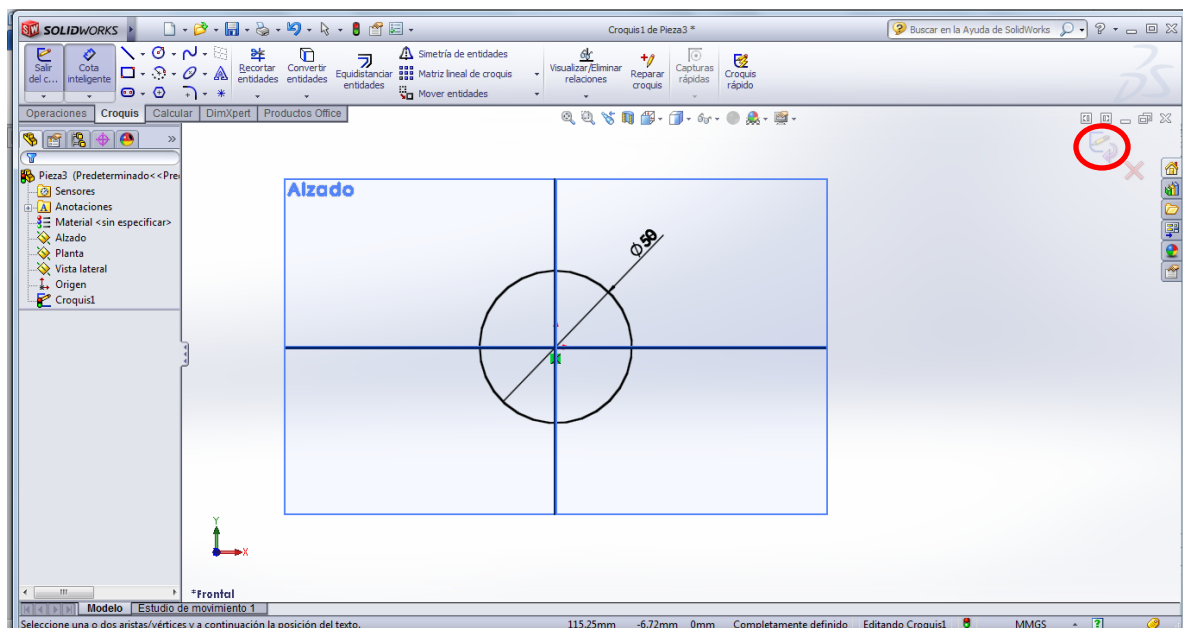 SOLIDWORKS
Croquis1 de Pieza3 *
Buscar en la Ayuda de SolidWorks
Salir del c...
Cota inteligente
Recortar entidades
Convertir entidades
Equidistanciar entidades
Simetría de entidades
Matriz lineal de croquis
Mover entidades
Visualizar/Eliminar relaciones
Reparar croquis
Capturas rápidas
Croquis rápido
Operaciones
Croquis
Calcular
DimXpert
Productos Office
Pieza3 (Predeterminado<<Pre
Sensores
Anotaciones
Material <sin especificar>
Alzado
Planta
Vista lateral
Origen
Croquis1
Alzado
Y
X
*Frontal
Modelo
Estudio de movimiento 1
Seleccione una o dos aristas/vértices y a continuación la posición del texto.
115.25mm -6.72mm 0mm Completamente definido Editando Croquis1 MMGS